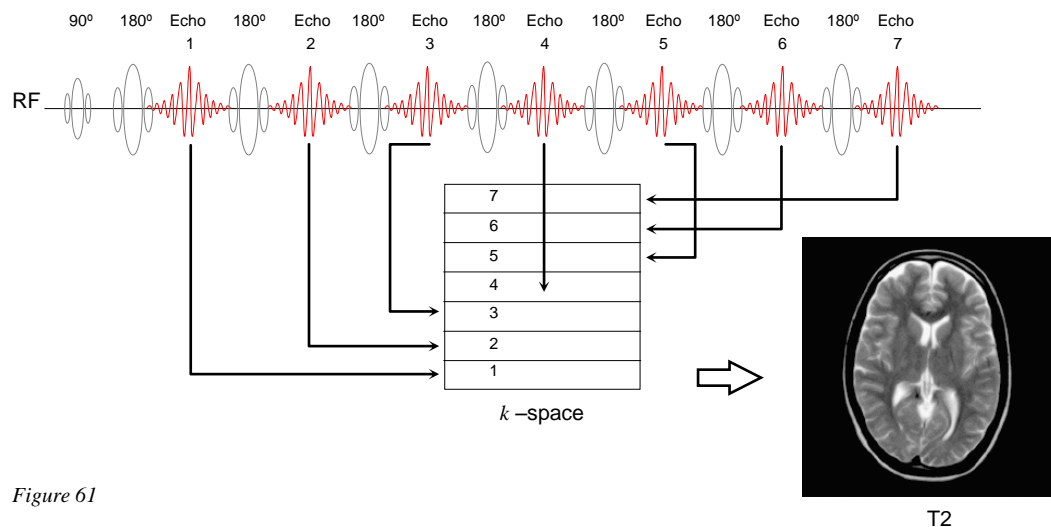 90º 180º Echo 180º Echo 180º Echo 180º Echo 180º Echo 180º Echo 180º Echo
1 2 3 4 5 6 7
RF
7
6
5
4
3
2
1
k –space
Figure 61
T2